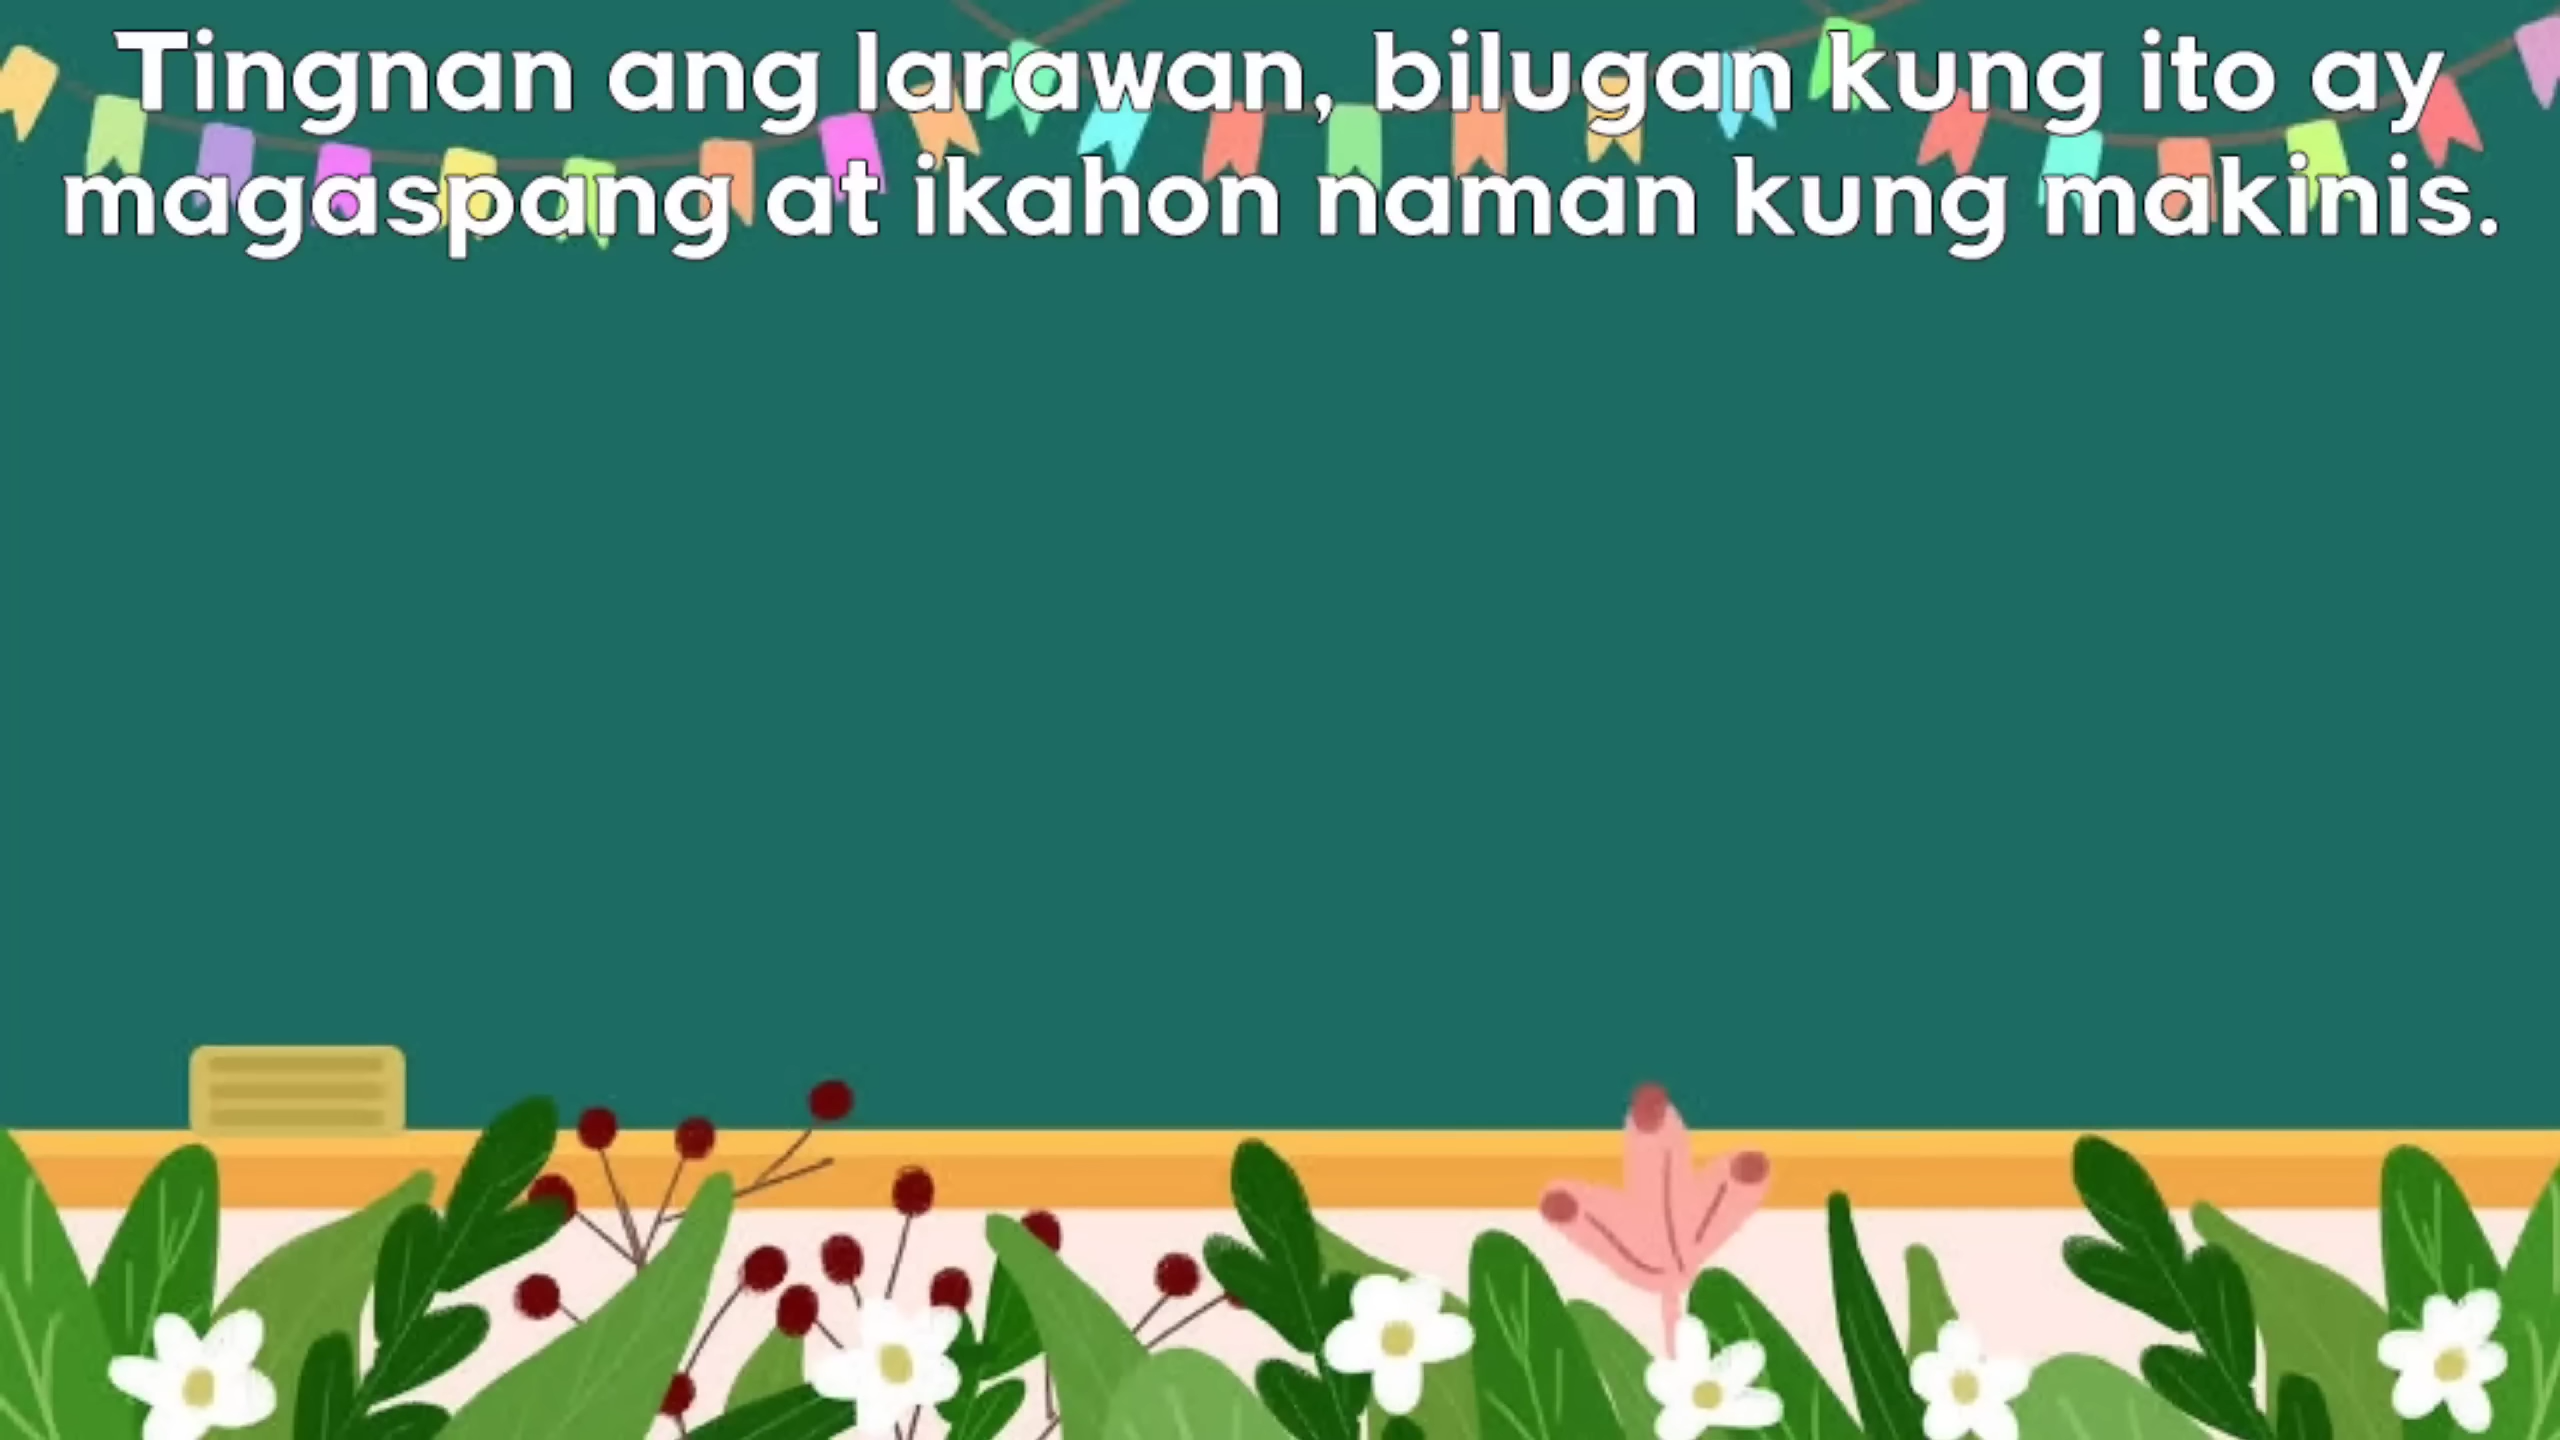 Tingnan ang larawan, bilugan kung ito ay
magaspang at ikahon naman kung makinis.